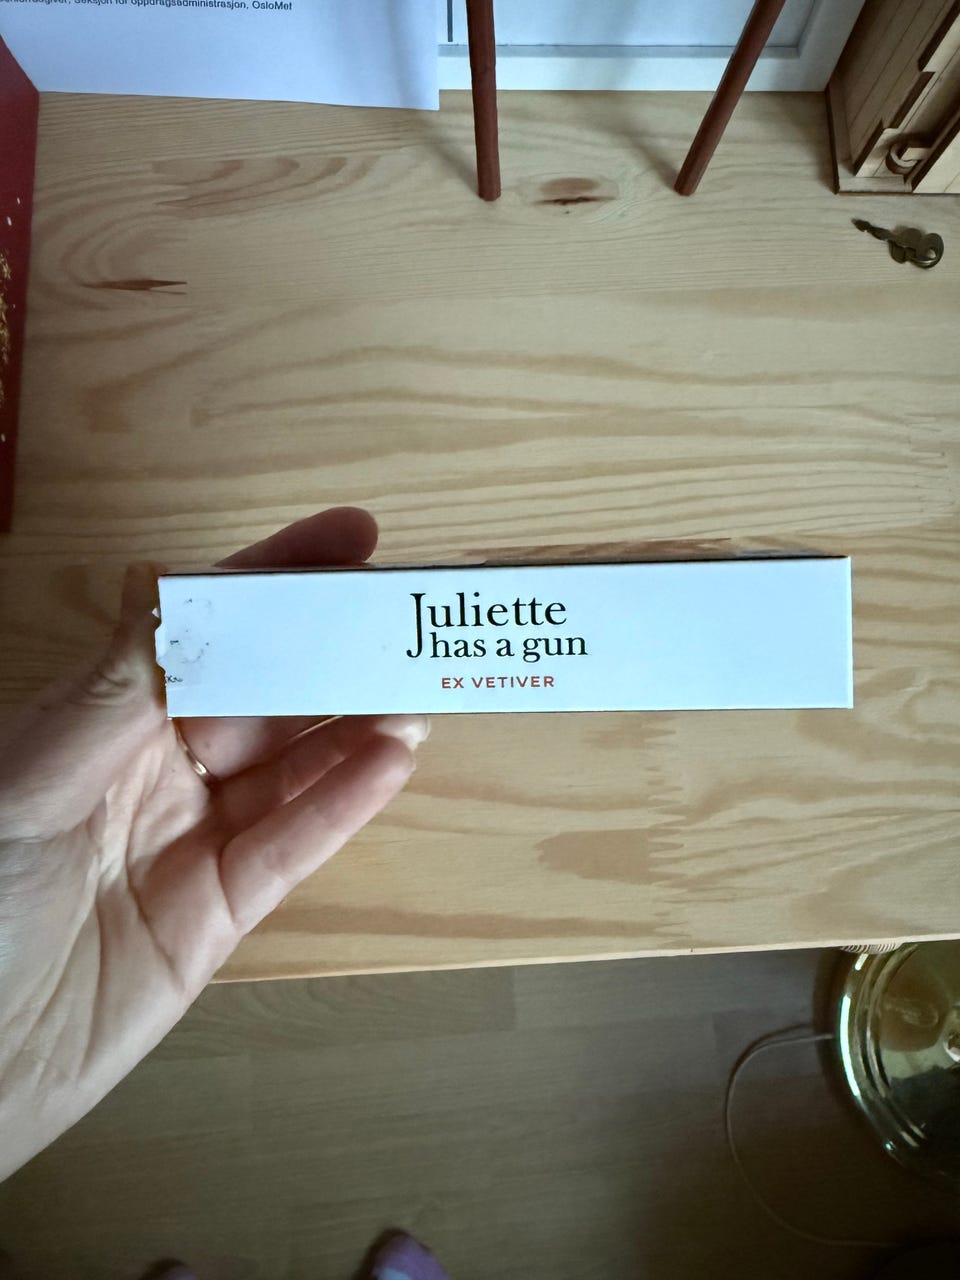 seksjon for oppdragsadministrasjon, OsloMet
Juliette
has a gun
EX VETIVER